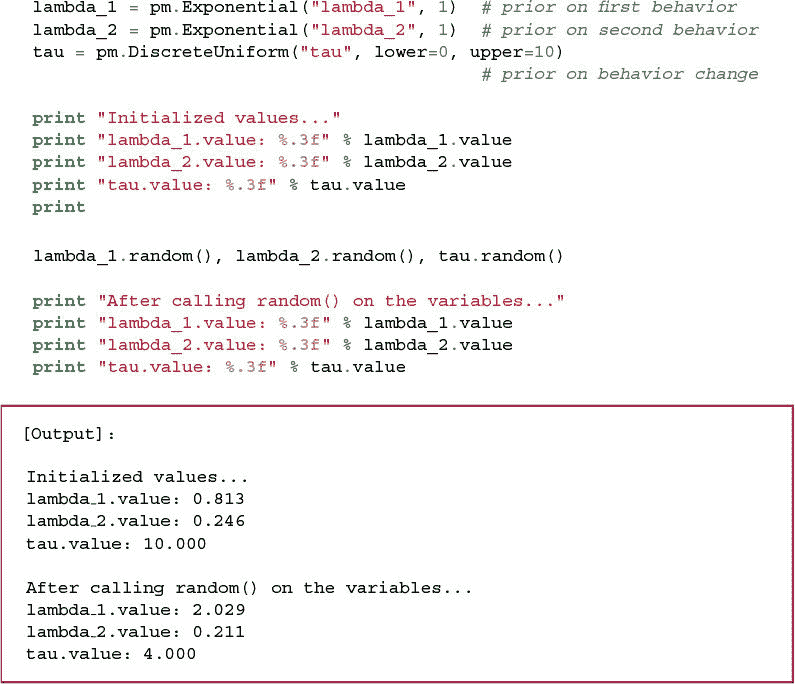 lambda_1 = pm.Exponential("lambda_1", 1)  # prior on first behavior
lambda_2 = pm.Exponential("lambda_2", 1)  # prior on second behavior
tau = pm.DiscreteUniform("tau", lower=0, upper=10)
# prior on behavior change
print "Initialized values..."
print "lambda_1.value: %.3f" % lambda_1.value
print "lambda_2.value: %.3f" % lambda_2.value
print "tau.value: %.3f" % tau.value
print
lambda_1.random(), lambda_2.random(), tau.random()
print "After calling random() on the variables..."
print "lambda_1.value: %.3f" % lambda_1.value
print "lambda_2.value: %.3f" % lambda_2.value
print "tau.value: %.3f" % tau.value
[Output]:
Initialized values...
lambda_1.value: 0.813
lambda_2.value: 0.246
tau.value: 10.000
After calling random() on the variables...
lambda_1.value: 2.029
lambda_2.value: 0.211
tau.value: 4.000